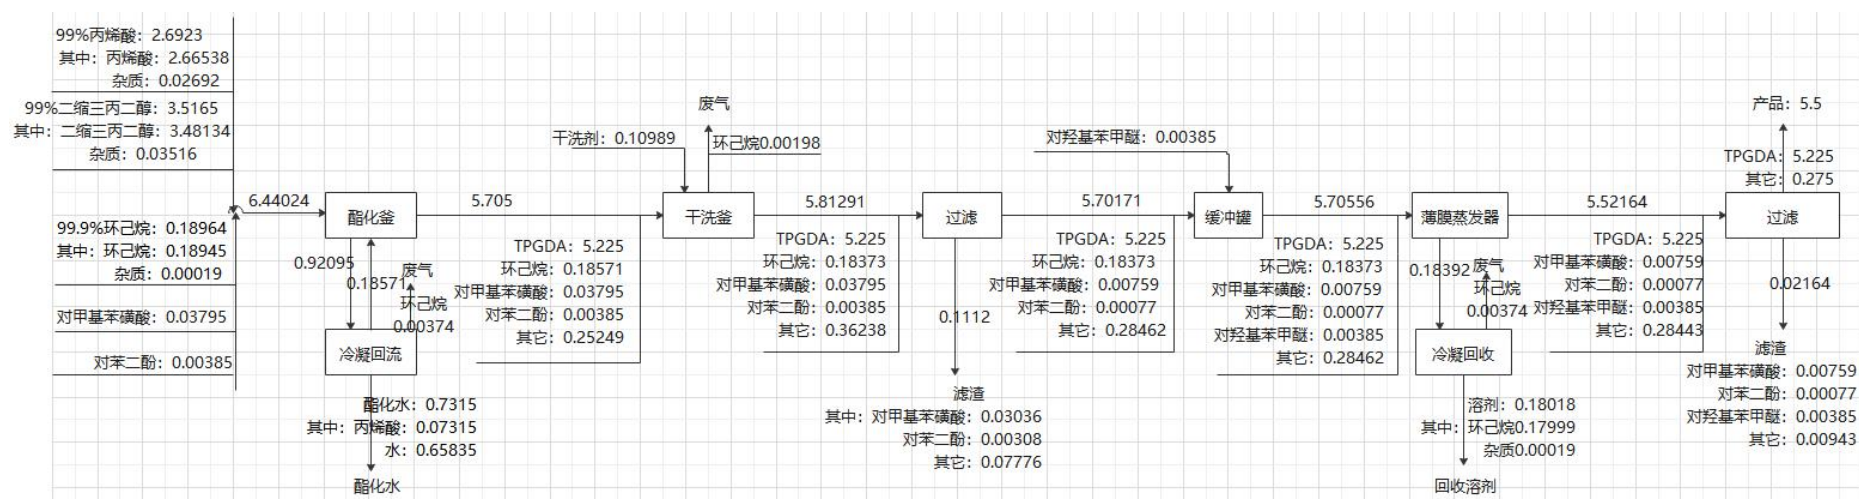 99%丙烯酸：2.6923
其中：丙烯酸：2.66538
杂质：0.02692
99%二缩三丙二醇：3.5165
其中：二缩三丙二醇：3.48134
杂质：0.03516
99.9%环己烷：0.18964
其中：环己烷：0.18945
杂质：0.00019
对甲基苯磺酸：0.03795
对苯二酚：0.00385
6.44024
酯化釜
0.92095
0.18571
废气
环己烷
0.00374
冷凝回流
酯化水：0.7315
其中：丙烯酸：0.07315
水：0.65835
酯化水
5.705
TPGDA：5.225
环己烷：0.18571
对甲基苯磺酸：0.03795
对苯二酚：0.00385
其它：0.25249
干洗剂：0.10989
废气
环己烷0.00198
干洗釜
5.81291
TPGDA：5.225
环己烷：0.18373
对甲基苯磺酸：0.03795
对苯二酚：0.00385
其它：0.36238
过滤
0.1112
滤渣
其中：对甲基苯磺酸：0.03036
对苯二酚：0.00308
其它：0.07776
5.70171
TPGDA：5.225
环己烷：0.18373
对甲基苯磺酸：0.00759
对苯二酚：0.00077
其它：0.28462
对羟基苯甲醚：0.00385
缓冲罐
5.70556
TPGDA：5.225
环己烷：0.18373
对甲基苯磺酸：0.00759
对苯二酚：0.00077
对羟基苯甲醚：0.00385
其它：0.28462
薄膜蒸发器
0.18392
废气
环己烷
0.00374
冷凝回收
溶剂：0.18018
其中：环己烷0.17999
杂质0.00019
回收溶剂
5.52164
TPGDA：5.225
对甲基苯磺酸：0.00759
对苯二酚：0.00077
对羟基苯甲醚：0.00385
其它：0.28443
产品：5.5
TPGDA：5.225
其它：0.275
过滤
0.02164
滤渣
对甲基苯磺酸：0.00759
对苯二酚：0.00077
对羟基苯甲醚：0.00385
其它：0.00943